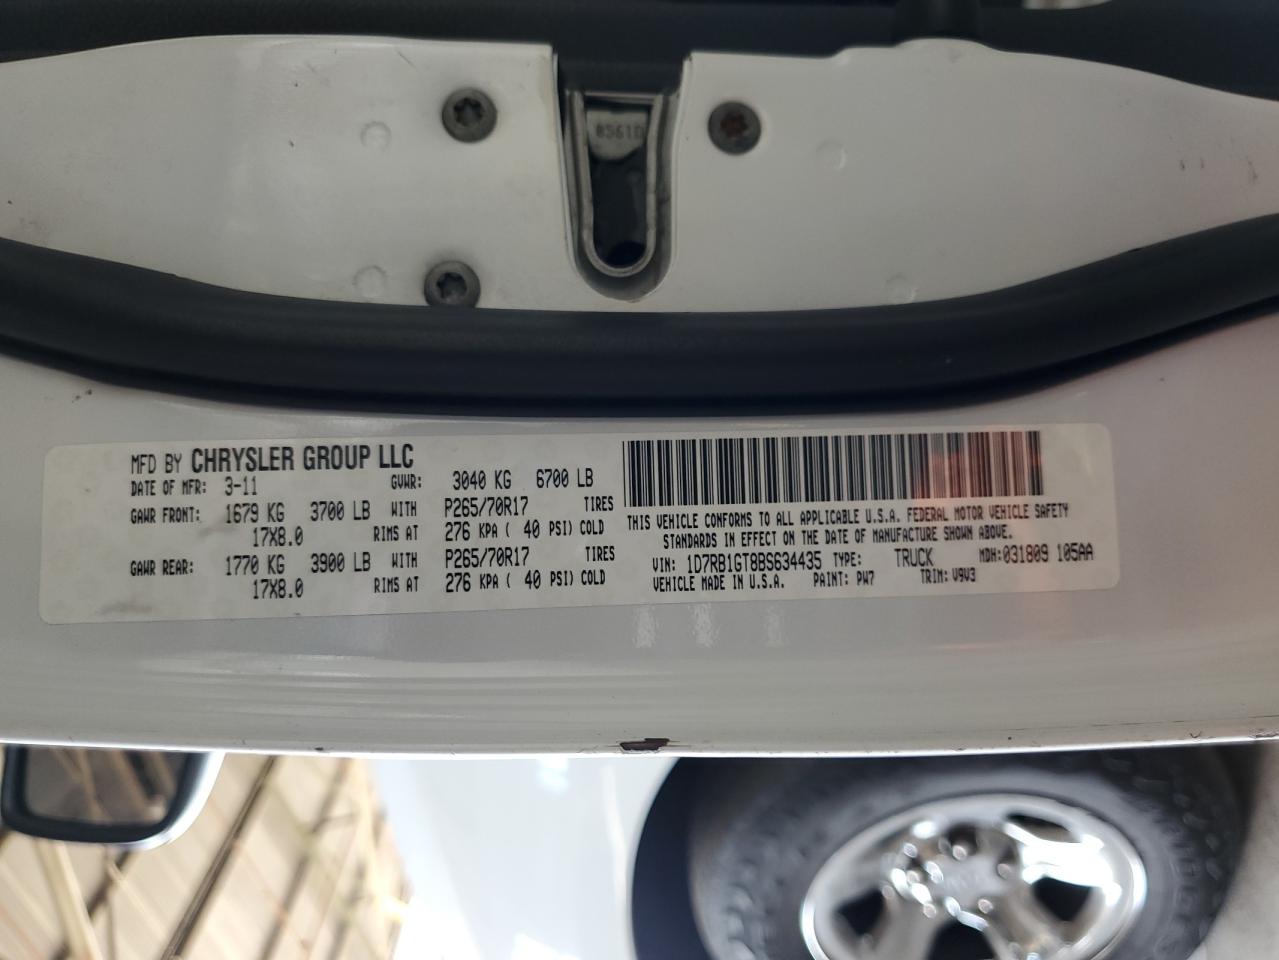 8561D
MFD BY CHRYSLER GROUP LLC
DATE OF MFR: 3-11 GVWR: 3040 KG 6700 LB
GAWR FRONT: 1679 KG 3700 LB WITH P265/70R17 TIRES
17X8.0 RIMS AT 276 KPA ( 40 PSI) COLD
GAWR REAR: 1770 KG 3900 LB WITH P265/70R17 TIRES
17X8.0 RIMS AT 276 KPA ( 40 PSI) COLD
THIS VEHICLE CONFORMS TO ALL APPLICABLE U.S.A. FEDERAL MOTOR VEHICLE SAFETY
STANDARDS IN EFFECT ON THE DATE OF MANUFACTURE SHOWN ABOVE.
VIN: 1D7RB1GT8BS634435 TYPE: TRUCK MDH:031809 105AA
VEHICLE MADE IN U.S.A. PAINT: PW7 TRIM: V9V3